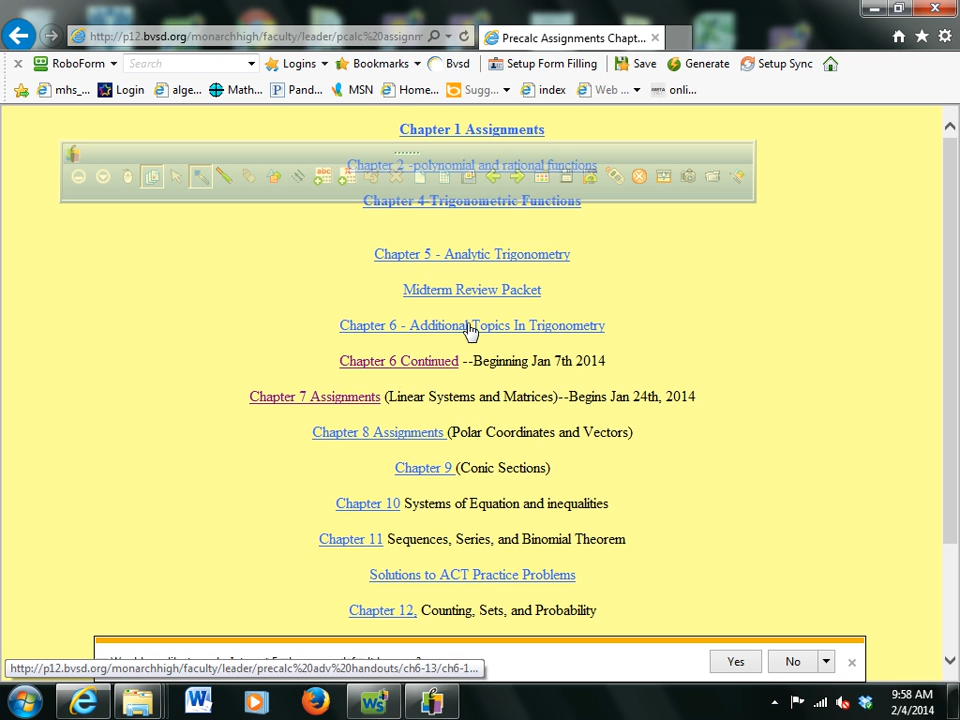 http://p12.bvsd.org/monarchhigh/faculty/leader/pcalc%20assignm
Precalc Assignments Chapt...
RoboForm Search Logins Bookmarks Bvsd Setup Form Filling Save Generate Setup Sync
mhs_... Login alge... Math... Pand... MSN Home... Sugg... index Web ... onli...
Chapter 1 Assignments
Chapter 2 -polynomial and rational functions
Chapter 4-Trigonometric Functions
Chapter 5 - Analytic Trigonometry
Midterm Review Packet
Chapter 6 - Additional Topics In Trigonometry
Chapter 6 Continued --Beginning Jan 7th 2014
Chapter 7 Assignments (Linear Systems and Matrices)--Begins Jan 24th, 2014
Chapter 8 Assignments (Polar Coordinates and Vectors)
Chapter 9 (Conic Sections)
Chapter 10 Systems of Equation and inequalities
Chapter 11 Sequences, Series, and Binomial Theorem
Solutions to ACT Practice Problems
Chapter 12, Counting, Sets, and Probability
Yes No
http://p12.bvsd.org/monarchhigh/faculty/leader/precalc%20adv%20handouts/ch6-13/ch6-1...
9:58 AM
2/4/2014